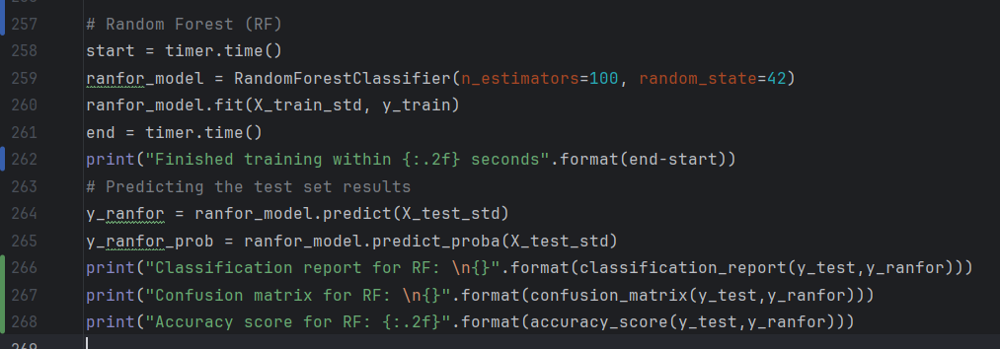 257 # Random Forest (RF)
258 start = timer.time()
259 ranfor_model = RandomForestClassifier(n_estimators=100, random_state=42)
260 ranfor_model.fit(X_train_std, y_train)
261 end = timer.time()
262 print("Finished training within {:.2f} seconds".format(end-start))
263 # Predicting the test set results
264 y_ranfor = ranfor_model.predict(X_test_std)
265 y_ranfor_prob = ranfor_model.predict_proba(X_test_std)
266 print("Classification report for RF: \n{}".format(classification_report(y_test,y_ranfor)))
267 print("Confusion matrix for RF: \n{}".format(confusion_matrix(y_test,y_ranfor)))
268 print("Accuracy score for RF: {:.2f}".format(accuracy_score(y_test,y_ranfor)))
269